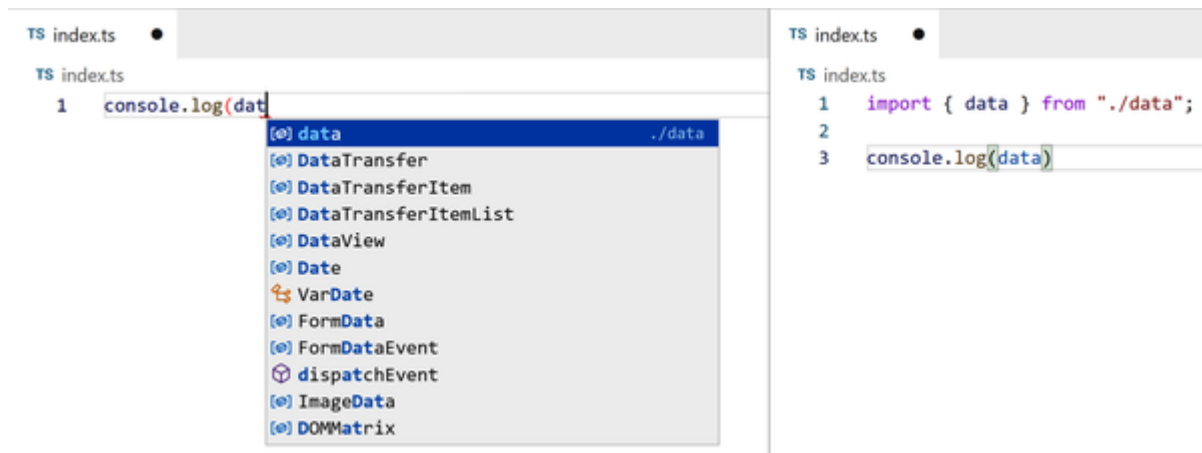 TS index.ts
TS index.ts
1 console.log(dat
data ./data
DataTransfer
DataTransferItem
DataTransferItemList
DataView
Date
VarDate
FormData
FormDataEvent
dispatchEvent
ImageData
DOMMatrix
TS index.ts
TS index.ts
1 import { data } from "./data";
2
3 console.log(data)